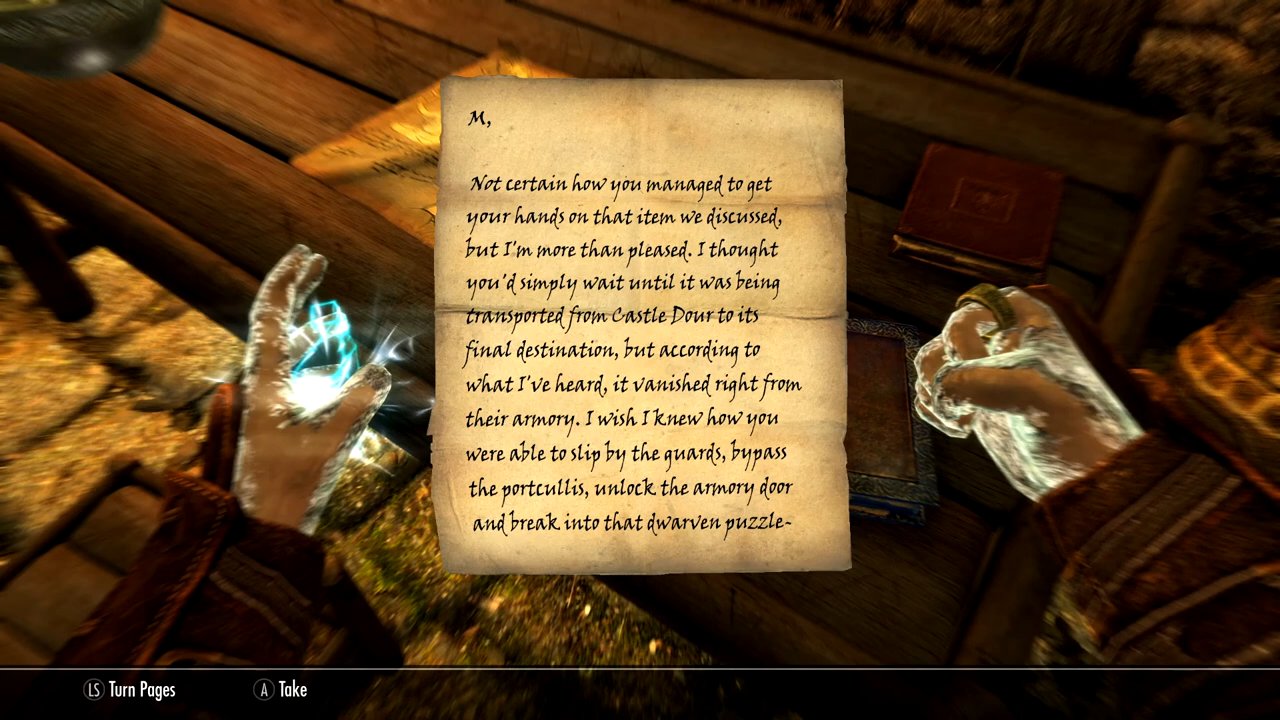 M,
Not certain how you managed to get
your hands on that item we discussed,
but I'm more than pleased. I thought
you'd simply wait until it was being
transported from Castle Dour to its
final destination, but according to
what I've heard, it vanished right from
their armory. I wish I knew how you
were able to slip by the guards, bypass
the portcullis, unlock the armory door
and break into that dwarven puzzle-
LS Turn Pages
A Take